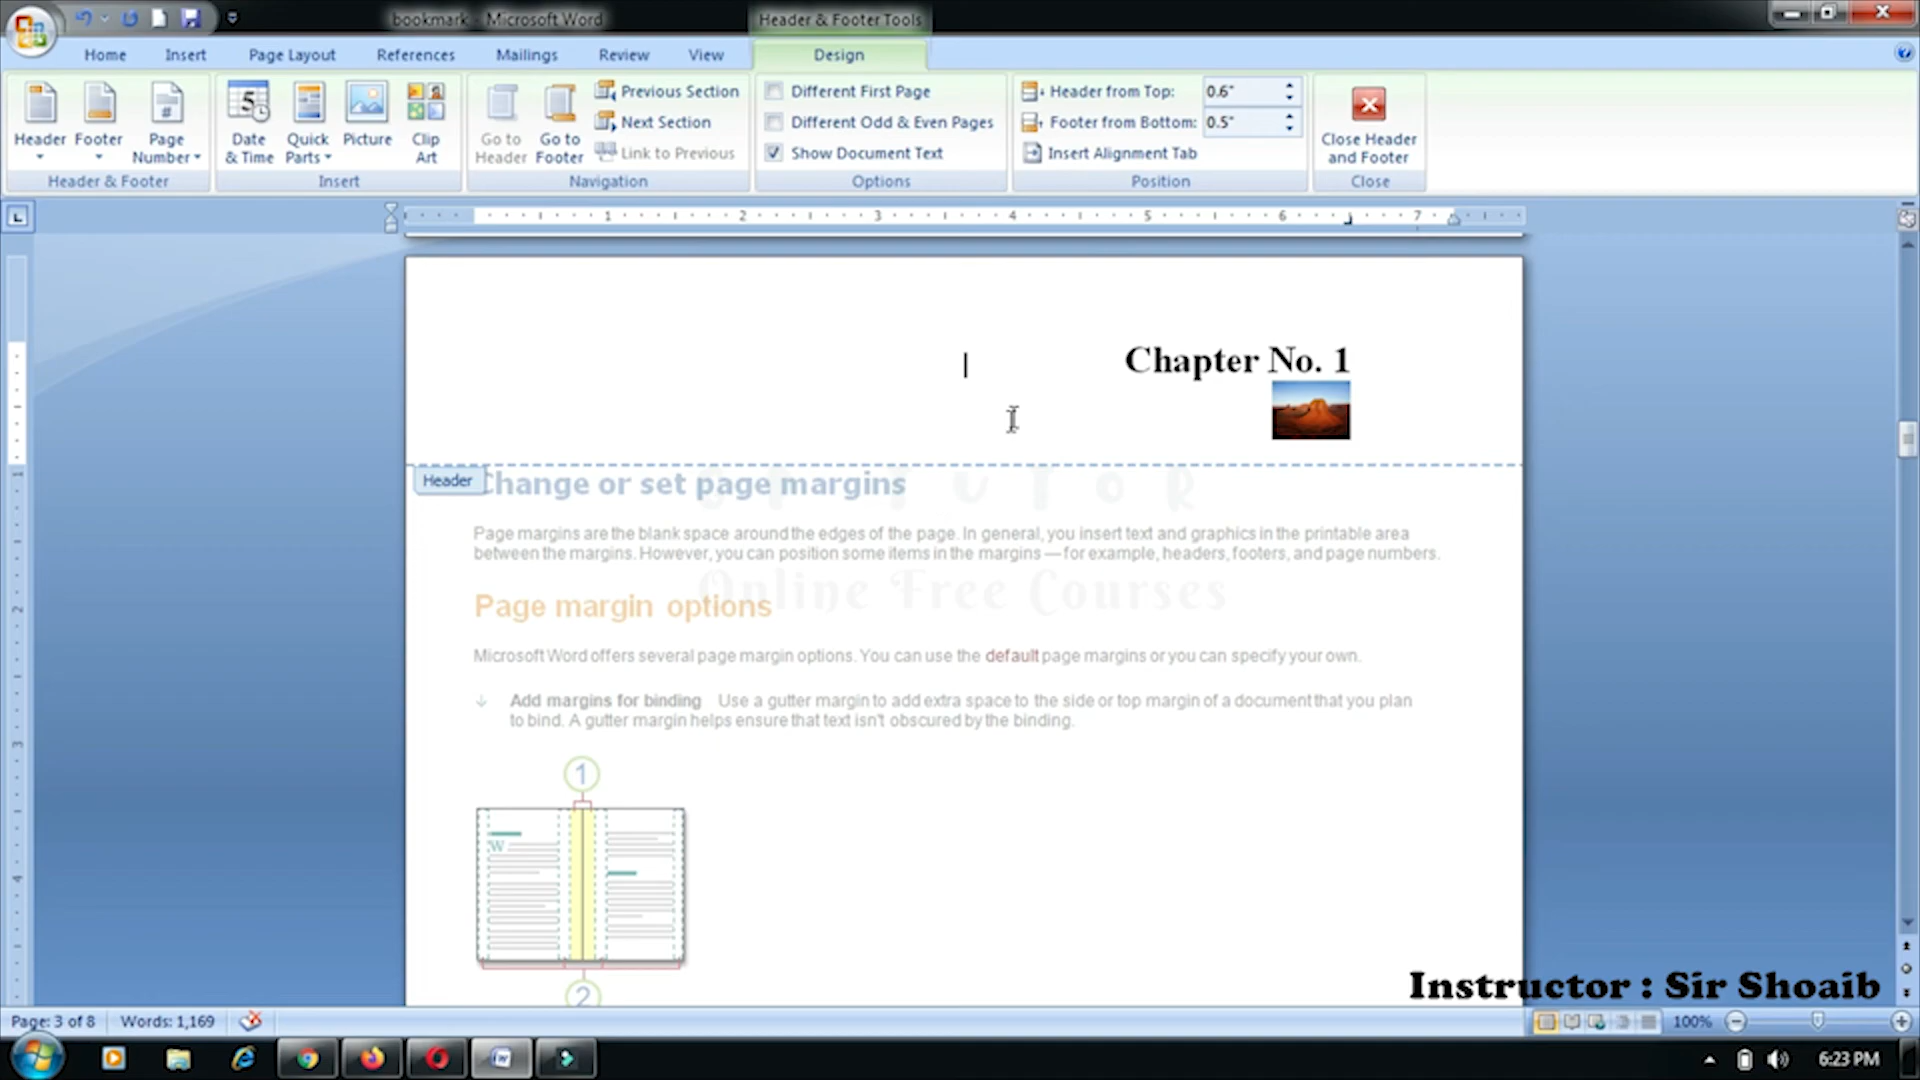 bookmark - Microsoft Word
Header & Footer Tools
Home
Insert
Page Layout
References
Mailings
Review
View
Design
Header
Footer
Page Number
Date & Time
Quick Parts
Picture
Clip Art
Go to Header
Go to Footer
Previous Section
Next Section
Link to Previous
Different First Page
Different Odd & Even Pages
Show Document Text
Header from Top: 0.6"
Footer from Bottom: 0.5"
Insert Alignment Tab
Close Header and Footer
Header & Footer
Insert
Navigation
Options
Position
Close
1 2 3 4 5 6 7
Chapter No. 1
Header
Change or set page margins
TUTOR
Page margins are the blank space around the edges of the page. In general, you insert text and graphics in the printable area
between the margins. However, you can position some items in the margins — for example, headers, footers, and page numbers.
Online Free Courses
Page margin options
Microsoft Word offers several page margin options. You can use the default page margins or you can specify your own.
Add margins for binding Use a gutter margin to add extra space to the side or top margin of a document that you plan
to bind. A gutter margin helps ensure that text isn't obscured by the binding.
1
W
2
Instructor : Sir Shoaib
Page: 3 of 8
Words: 1,169
100%
6:23 PM